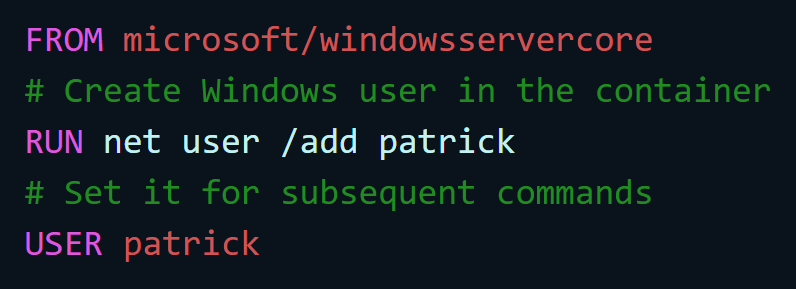 FROM microsoft/windowsservercore
# Create Windows user in the container
RUN net user /add patrick
# Set it for subsequent commands
USER patrick